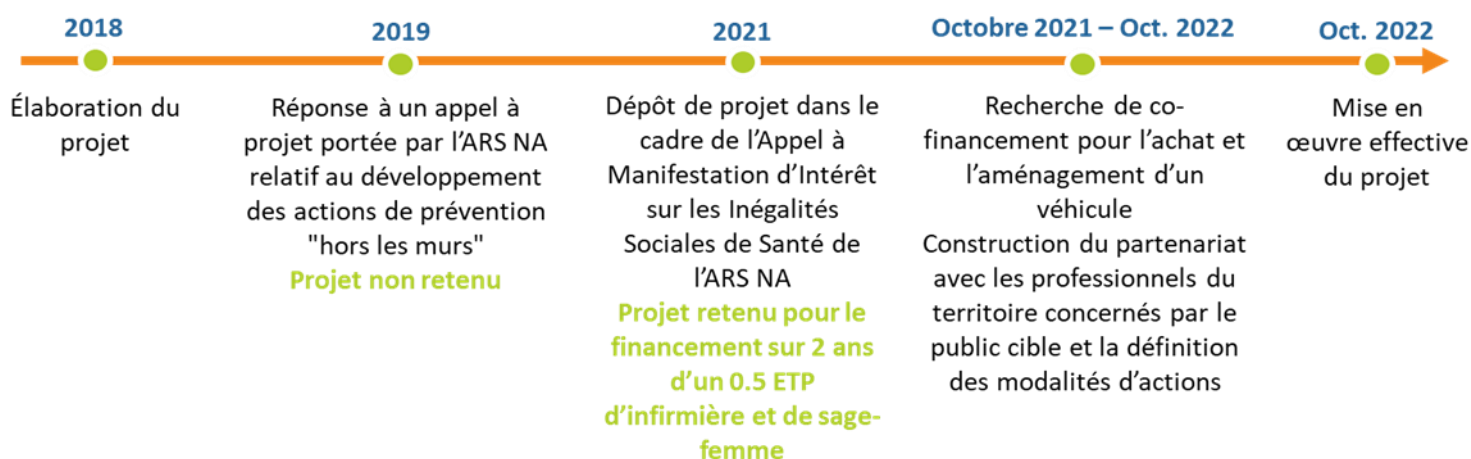 2018
Élaboration du
projet
2019
Réponse à un appel à
projet portée par l’ARS NA
relatif au développement
des actions de prévention
"hors les murs"
Projet non retenu
2021
Dépôt de projet dans le
cadre de l’Appel à
Manifestation d’Intérêt
sur les Inégalités
Sociales de Santé de
l’ARS NA
Projet retenu pour le
financement sur 2 ans
d’un 0.5 ETP
d’infirmière et de sage-
femme
Octobre 2021 – Oct. 2022
Recherche de co-
financement pour l’achat et
l’aménagement d’un
véhicule
Construction du partenariat
avec les professionnels du
territoire concernés par le
public cible et la définition
des modalités d’actions
Oct. 2022
Mise en
œuvre effective
du projet